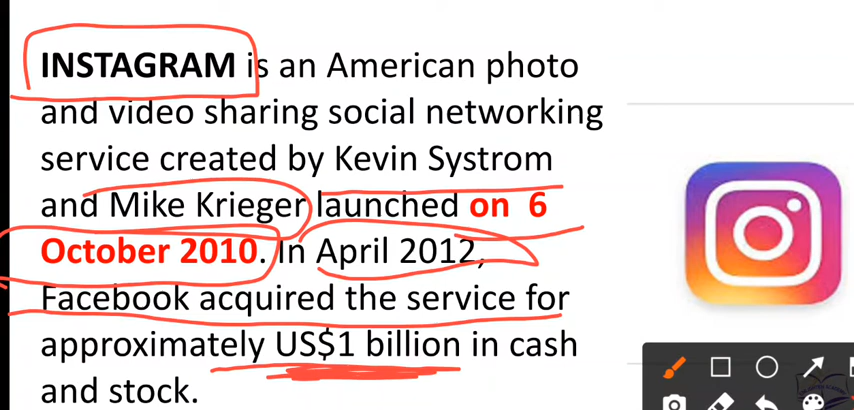 INSTAGRAM is an American photo
and video sharing social networking
service created by Kevin Systrom
and Mike Krieger launched on 6
October 2010. In April 2012,
Facebook acquired the service for
approximately US$1 billion in cash
and stock.